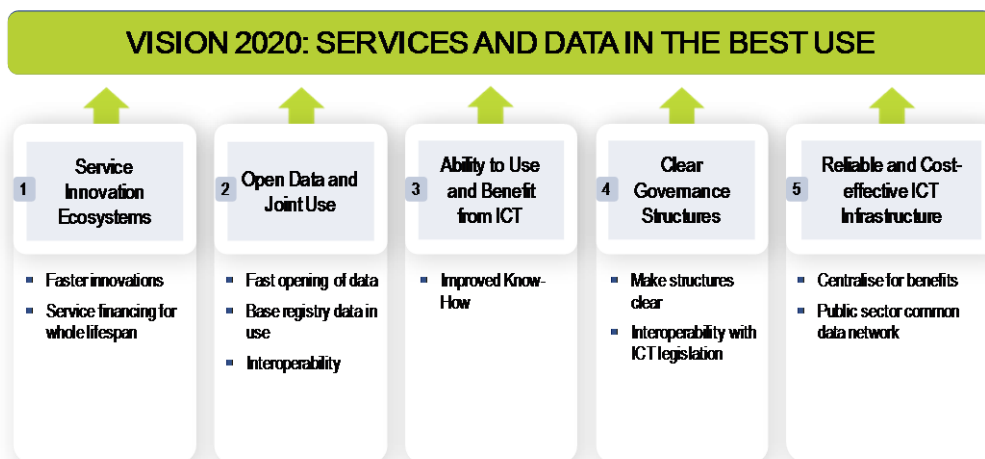 VISION 2020: SERVICES AND DATA IN THE BEST USE
1
Service
Innovation
Ecosystems
Faster innovations
Service financing for
whole lifespan
2
Open Data and
Joint Use
Fast opening of data
Base registry data in
use
Interoperability
3
Ability to Use
and Benefit
from ICT
Improved Know-
How
4
Clear
Governance
Structures
Make structures
clear
Interoperability with
ICT legislation
5
Reliable and Cost-
effective ICT
Infrastructure
Centralise for benefits
Public sector common
data network